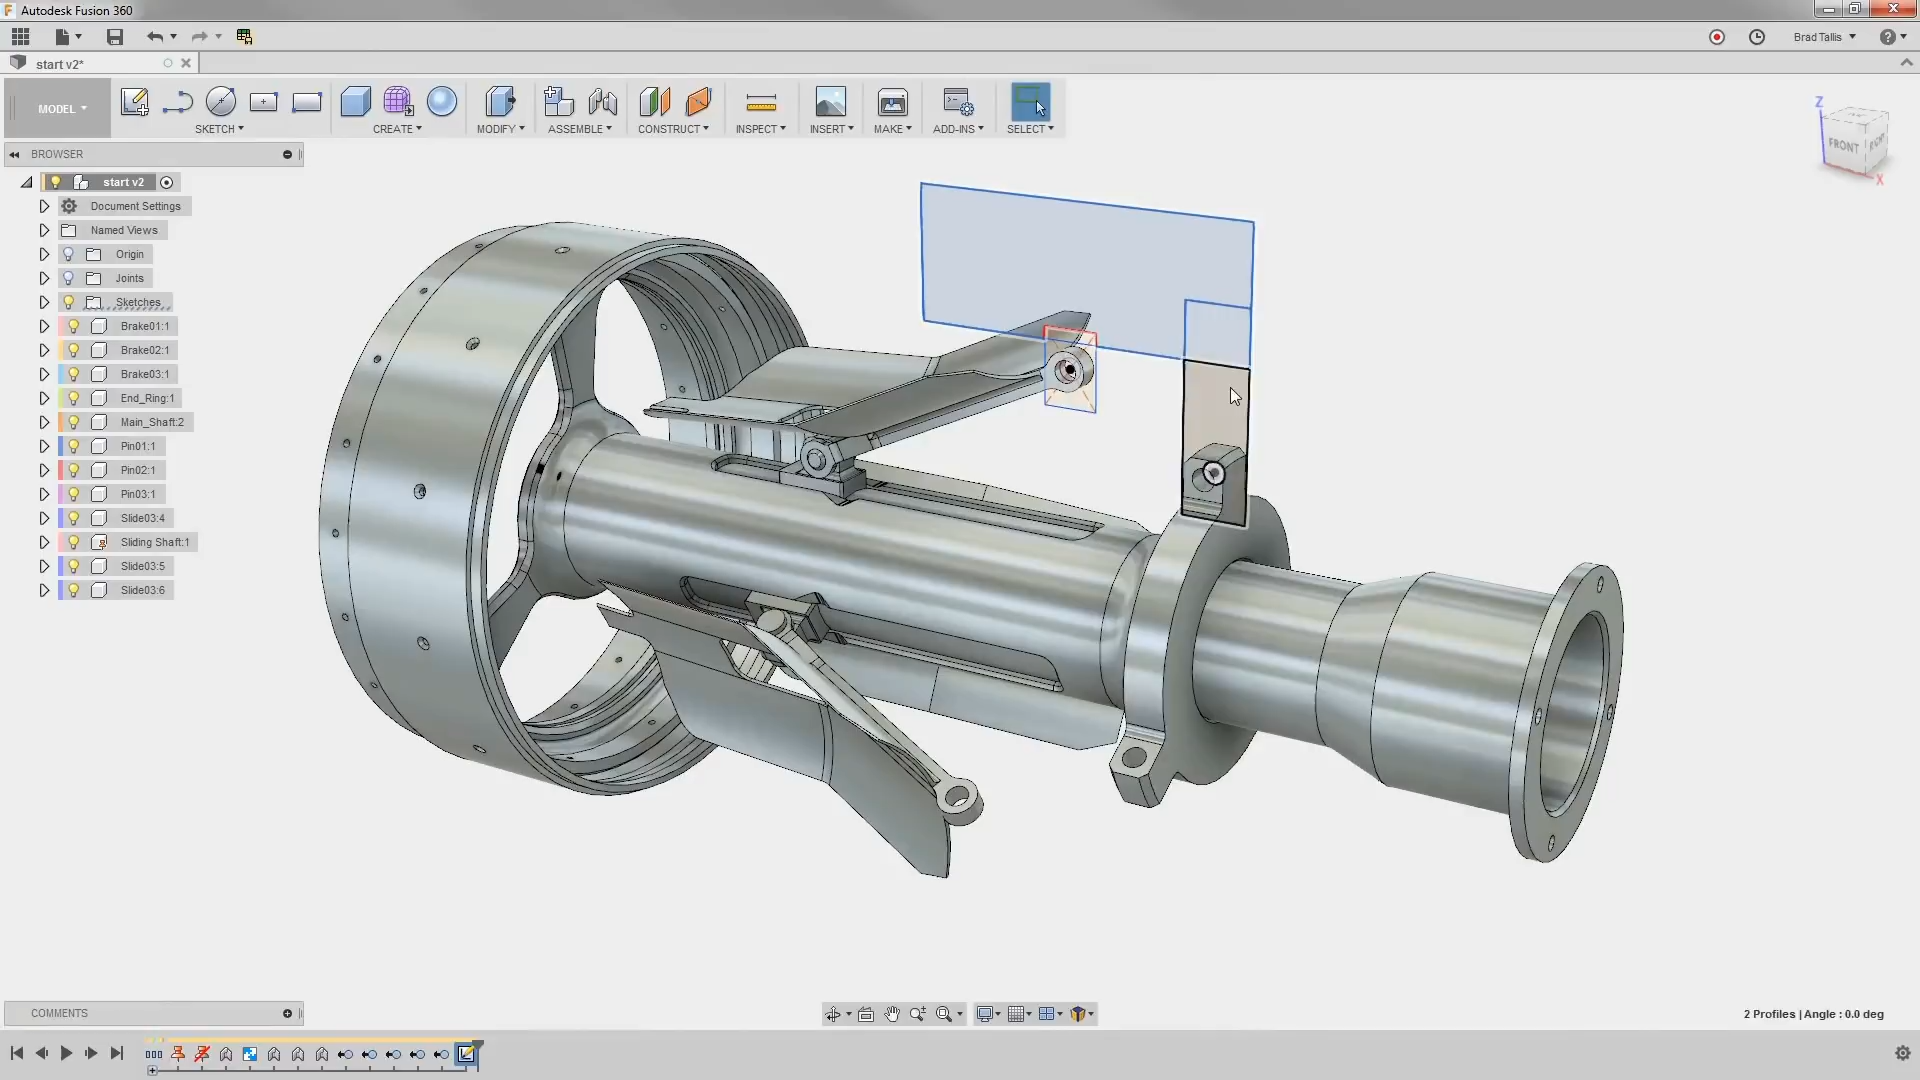 Autodesk Fusion 360
Brad Tallis
start v2*
MODEL
SKETCH
CREATE
MODIFY
ASSEMBLE
CONSTRUCT
INSPECT
INSERT
MAKE
ADD-INS
SELECT
Z
FRONT
RIGHT
X
BROWSER
start v2
Document Settings
Named Views
Origin
Joints
Sketches
Brake01:1
Brake02:1
Brake03:1
End_Ring:1
Main_Shaft:2
Pin01:1
Pin02:1
Pin03:1
Slide03:4
Sliding Shaft:1
Slide03:5
Slide03:6
COMMENTS
2 Profiles | Angle : 0.0 deg